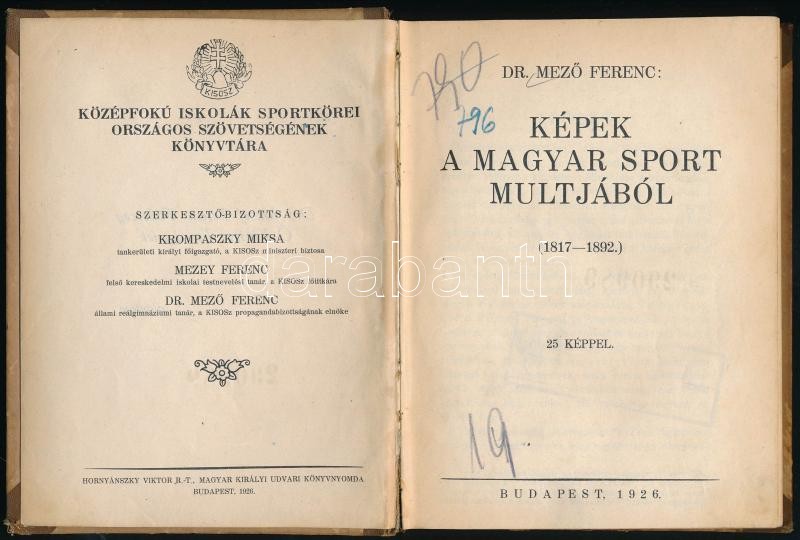 KISOSZ
KÖZÉPFOKÚ ISKOLÁK SPORTKÖREI
ORSZÁGOS SZÖVETSÉGÉNEK
KÖNYVTÁRA
SZERKESZTŐ-BIZOTTSÁG:
KROMPASZKY MIKSA
tankerületi királyi főigazgató, a KISOSz miniszteri biztosa
MEZEY FERENC
felső kereskedelmi iskolai testnevelési tanár, a KISOSz főtitkára
DR. MEZŐ FERENC
állami reálgimnáziumi tanár, a KISOSz propagandabizottságának elnöke
HORNYÁNSZKY VIKTOR R.-T., MAGYAR KIRÁLYI UDVARI KÖNYVNYOMDA
BUDAPEST, 1926.
796
DR. MEZŐ FERENC:
KÉPEK
A MAGYAR SPORT
MULTJÁBÓL
(1817—1892.)
25 KÉPPEL.
19
BUDAPEST, 1926.
darabanth